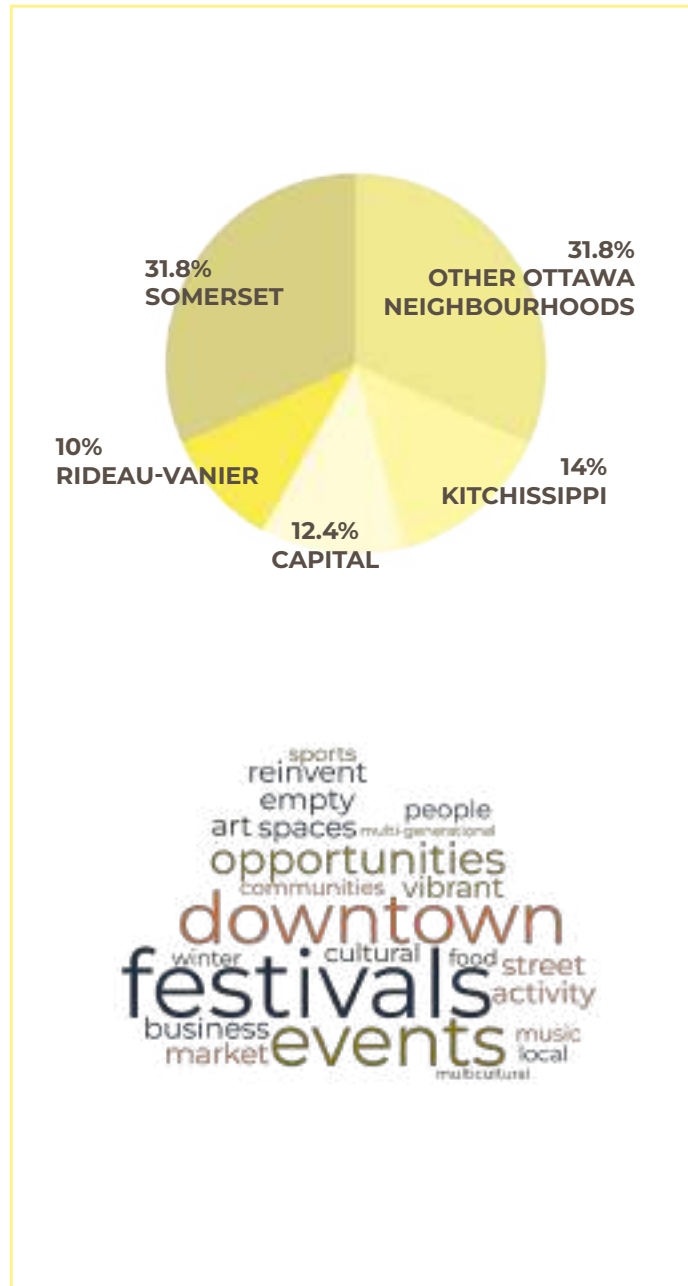 31.8%
SOMERSET
31.8%
OTHER OTTAWA
NEIGHBOURHOODS
10%
RIDEAU-VANIER
14%
KITCHISSIPPI
12.4%
CAPITAL
sports
reinvent
empty
people
art spaces multi-generational
opportunities
communities vibrant
downtown
winter cultural food street
festivals activity
business events music
market local
multicultural